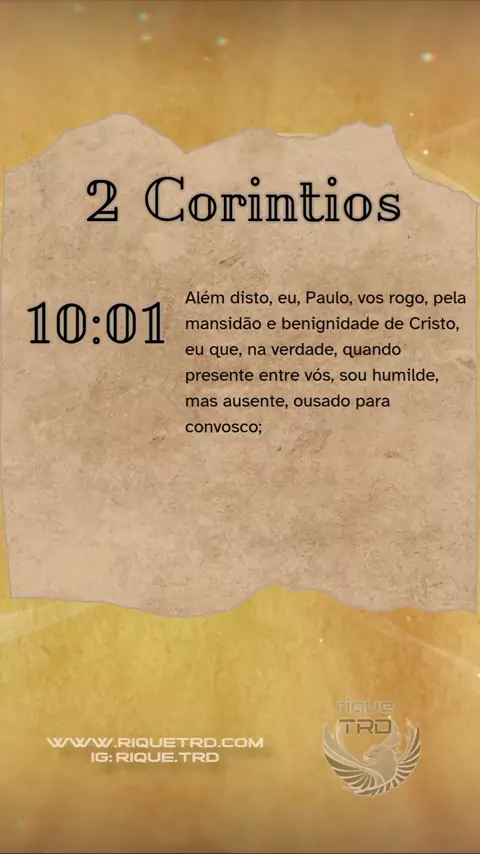 2 Corintios
10:01
Além disto, eu, Paulo, vos rogo, pela
mansidão e benignidade de Cristo,
eu que, na verdade, quando
presente entre vós, sou humilde,
mas ausente, ousado para
convosco;
rique
TRD
WWW.RIQUETRD.COM
IG: RIQUE.TRD